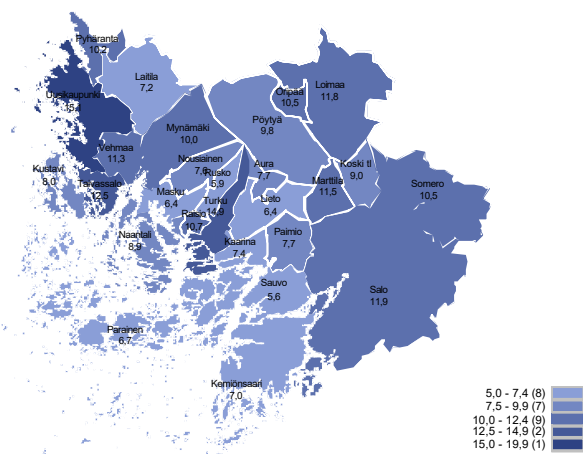 Pyhäranta
10,2
Laitila
7,2
Uusikaupunki
Oripää
10,5
Loimaa
11,8
Pöytyä
9,8
Mynämäki
10,0
Vehmaa
11,3
Nousiainen
7,6
Rusko
5,9
Aura
7,7
Koski tl
9,0
Kustavi
8,0
Taivassalo
12,5
Masku
6,4
Marttila
11,5
Somero
10,5
Turku
14,9
Lieto
6,4
Raisio
10,7
Naantali
8,9
Kaarina
7,4
Paimio
7,7
Sauvo
5,6
Salo
11,9
Parainen
6,7
Kemiönsaari
7,0
5,0 - 7,4 (8)
7,5 - 9,9 (7)
10,0 - 12,4 (9)
12,5 - 14,9 (2)
15,0 - 19,9 (1)